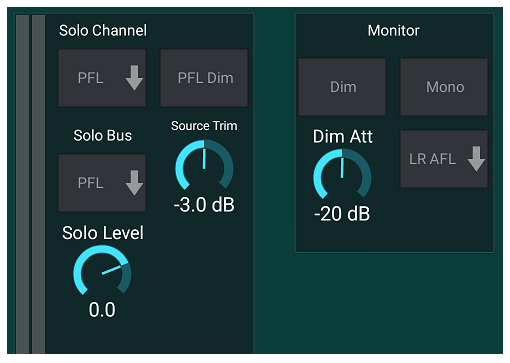 Solo Channel
PFL
PFL Dim
Solo Bus
Source Trim
PFL
-3.0 dB
Solo Level
0.0
Monitor
Dim
Mono
Dim Att
LR AFL
-20 dB